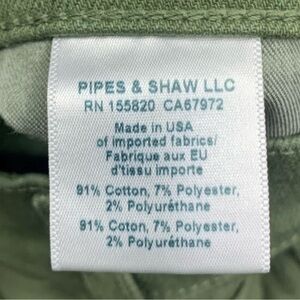 PIPES & SHAW LLC
RN 155820 CA67972
Made in USA
of imported fabrics/
Fabrique aux EU
d'tissu importe
91% Cotton, 7% Polyester,
2% Polyuréthane
91% Coton, 7% Polyester,
2% Polyuréthane